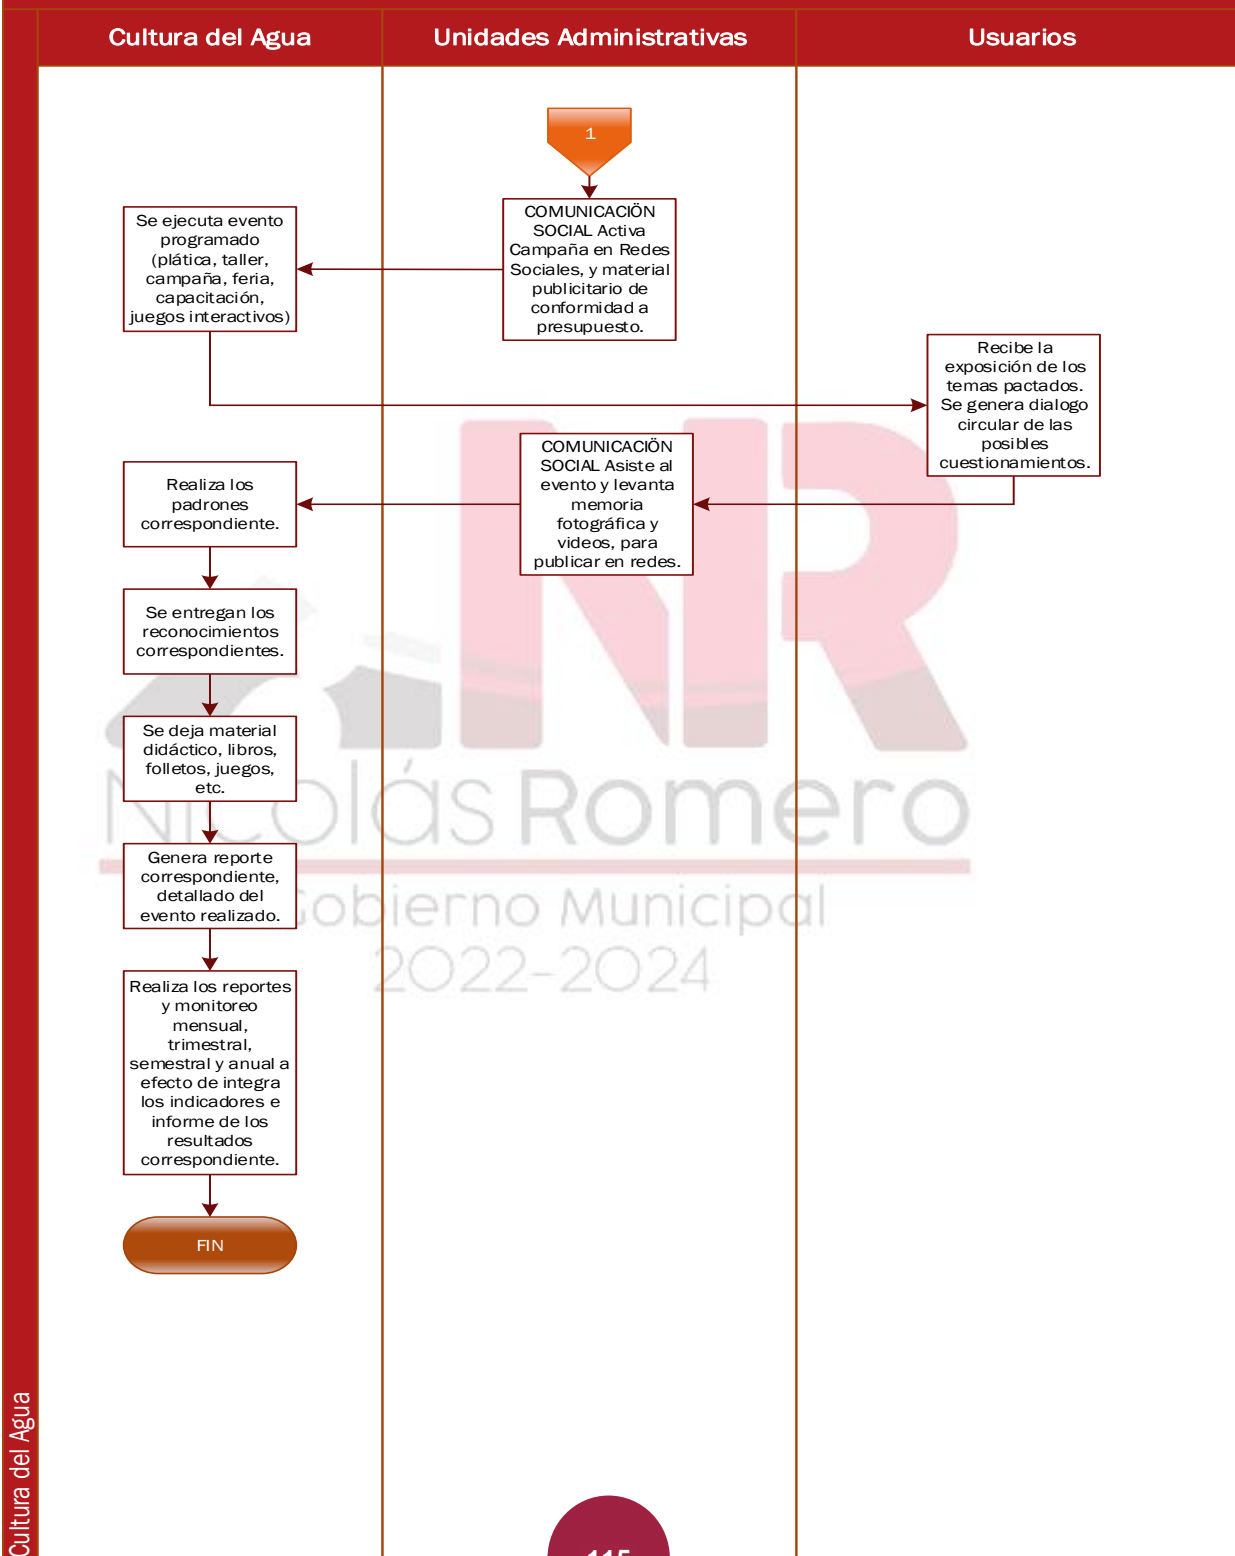 Cultura del Agua
Unidades Administrativas
Usuarios
1
COMUNICACIÖN
SOCIAL Activa
Campaña en Redes
Sociales, y material
publicitario de
conformidad a
presupuesto.
Se ejecuta evento
programado
(plática, taller,
campaña, feria,
capacitación,
juegos interactivos)
Recibe la
exposición de los
temas pactados.
Se genera dialogo
circular de las
posibles
cuestionamientos.
COMUNICACIÖN
SOCIAL Asiste al
evento y levanta
memoria
fotográfica y
videos, para
publicar en redes.
Realiza los
padrones
correspondiente.
Se entregan los
reconocimientos
correspondientes.
Se deja material
didáctico, libros,
folletos, juegos,
etc.
Genera reporte
correspondiente,
detallado del
evento realizado.
Realiza los reportes
y monitoreo
mensual,
trimestral,
semestral y anual a
efecto de integra
los indicadores e
informe de los
resultados
correspondiente.
FIN
NR
Nicolás Romero
Gobierno Municipal
2022-2024
Cultura del Agua
115